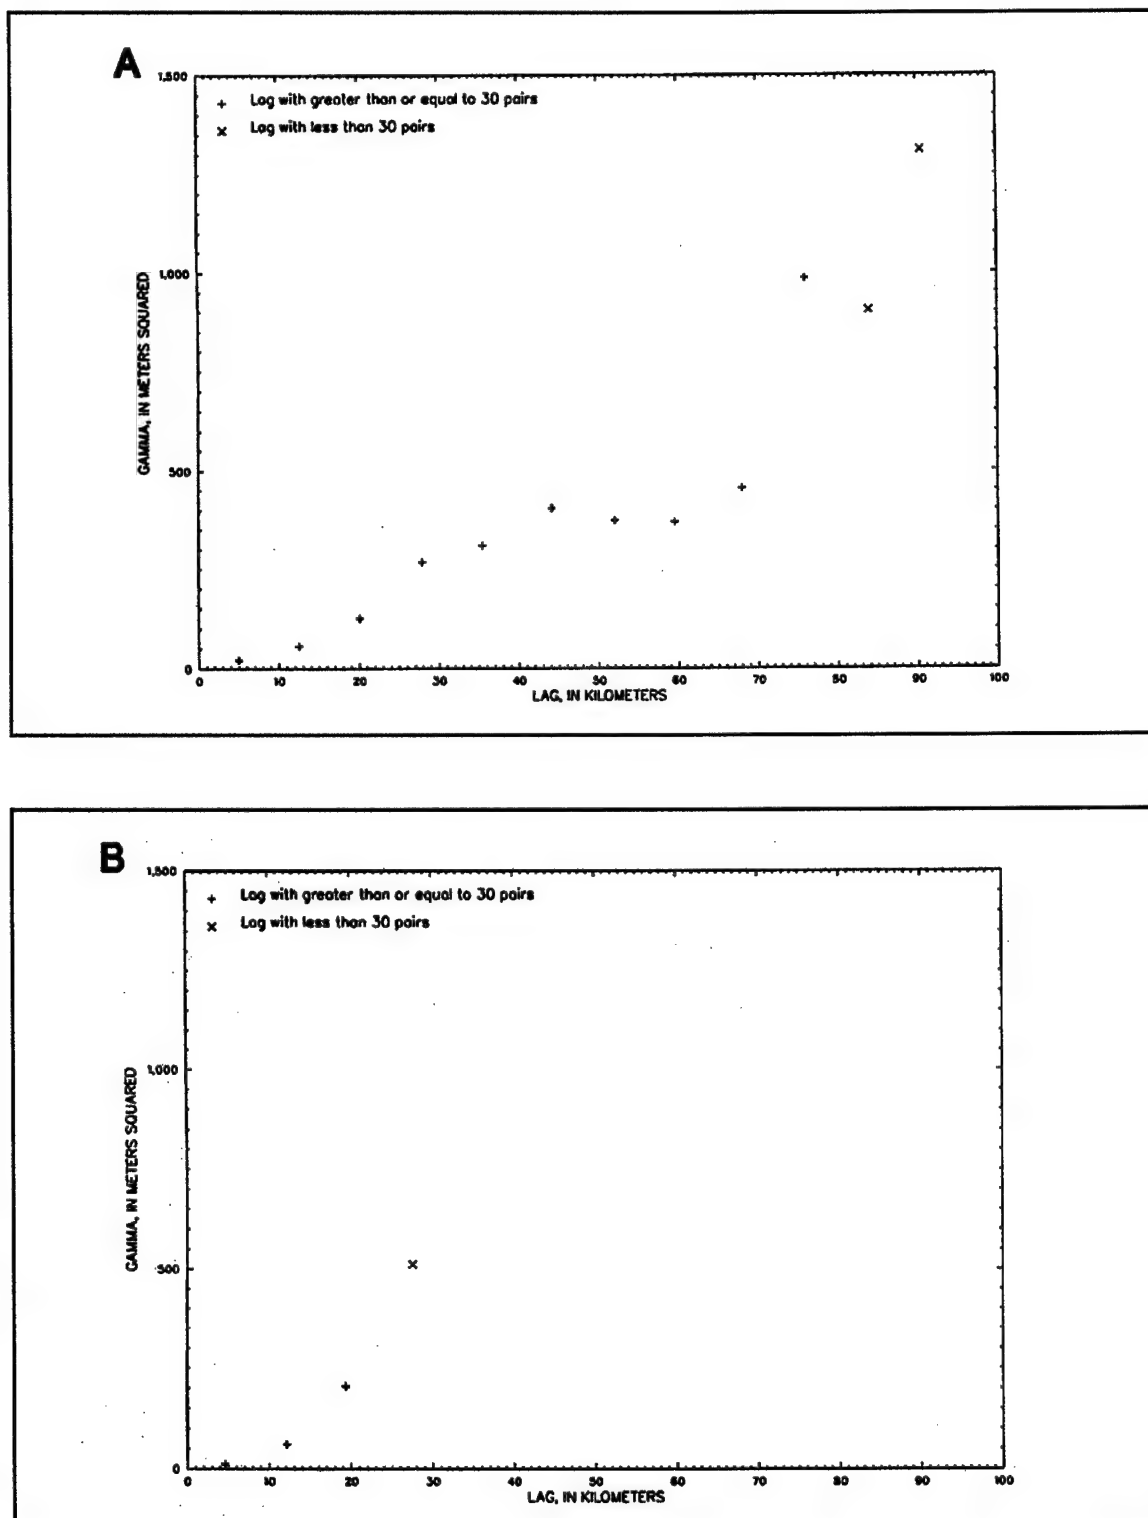 A
1,500
+ Lag with greater than or equal to 30 pairs
x Lag with less than 30 pairs
1,000
GAMMA, IN METERS SQUARED
500
0
0 10 20 30 40 50 60 70 80 90 100
LAG, IN KILOMETERS
B
1,500
+ Lag with greater than or equal to 30 pairs
x Lag with less than 30 pairs
1,000
GAMMA, IN METERS SQUARED
500
0
0 10 20 30 40 50 60 70 80 90 100
LAG, IN KILOMETERS